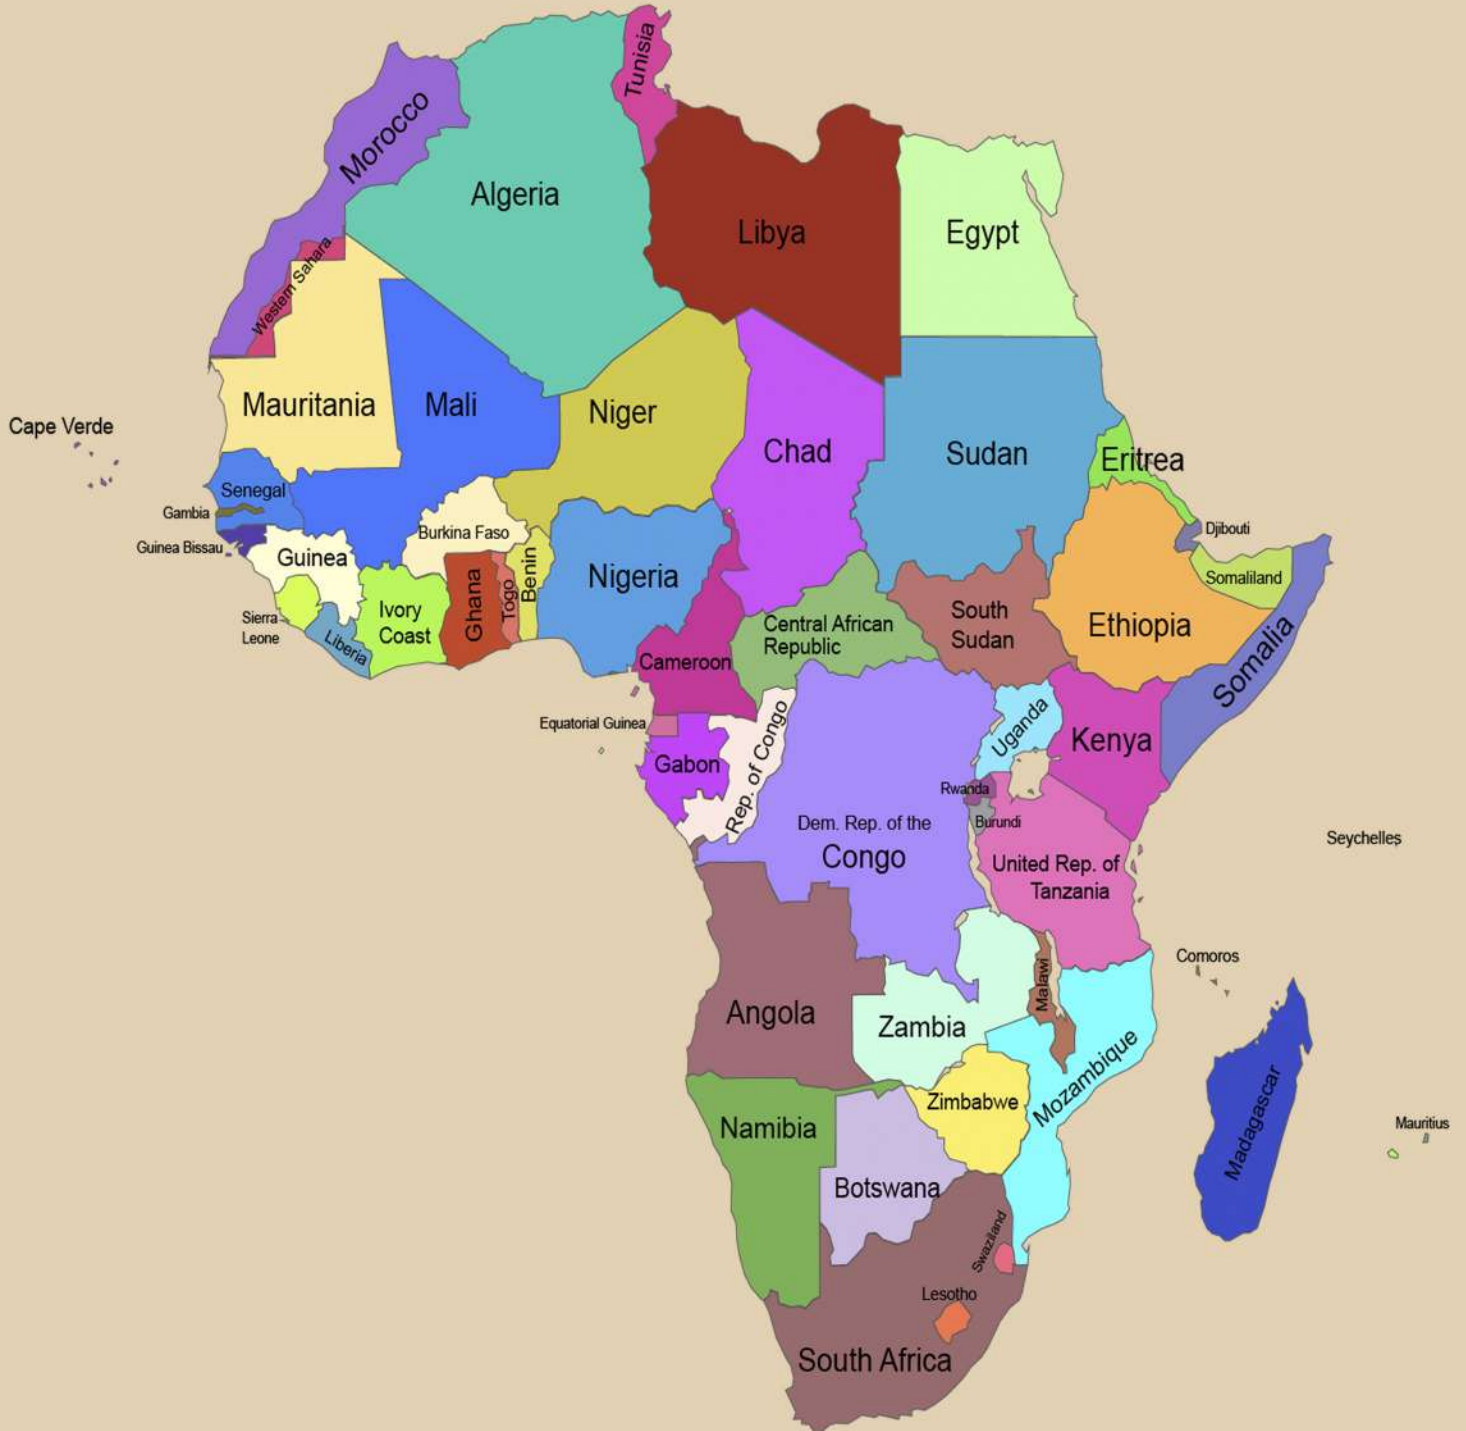 Tunisia
Morocco
Algeria
Libya
Egypt
Western Sahara
Mauritania
Mali
Niger
Chad
Sudan
Eritrea
Cape Verde
Senegal
Gambia
Guinea Bissau
Guinea
Burkina Faso
Benin
Nigeria
Djibouti
Somaliland
Sierra
Leone
Liberia
Ivory
Coast
Ghana
Togo
Central African
Republic
South
Sudan
Ethiopia
Somalia
Cameroon
Equatorial Guinea
Gabon
Rep. of Congo
Uganda
Kenya
Rwanda
Burundi
Dem. Rep. of the
Congo
United Rep. of
Tanzania
Seychelles
Comoros
Angola
Zambia
Malawi
Mozambique
Zimbabwe
Namibia
Botswana
Madagascar
Mauritius
Swaziland
Lesotho
South Africa